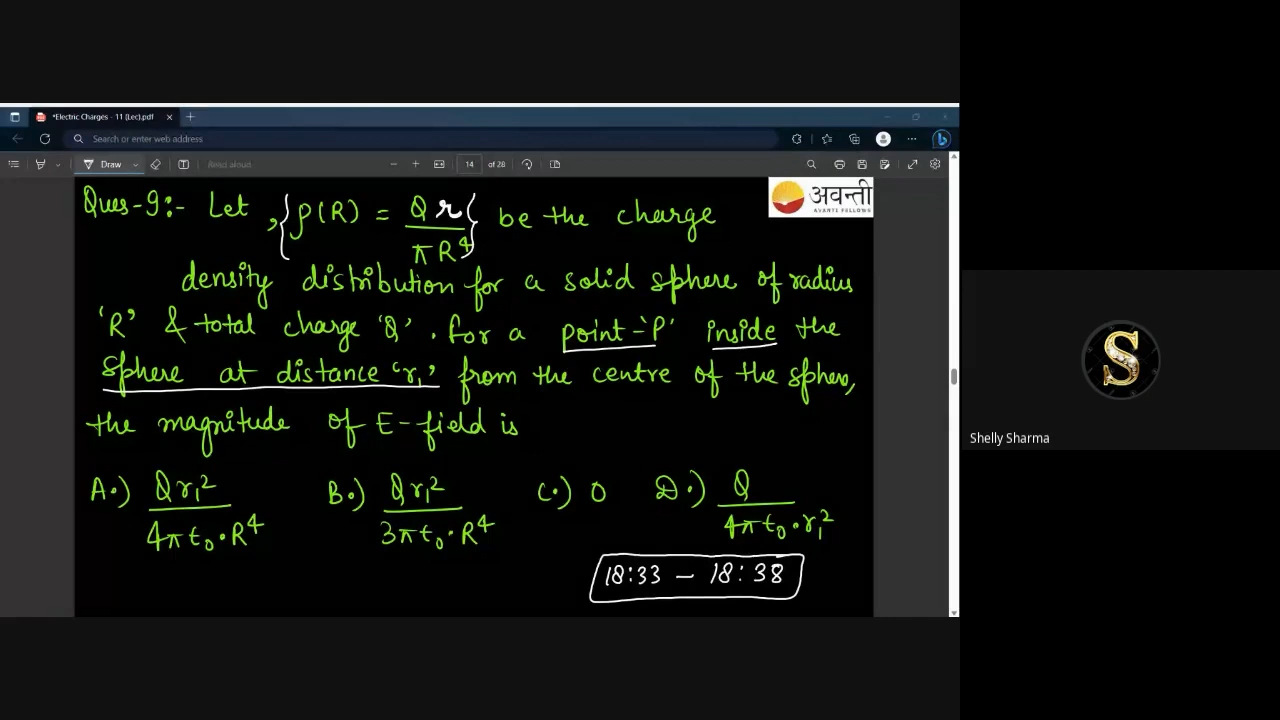 *Electric Charges - 11 (Lec).pdf
Search or enter web address
Draw
Read aloud
14 of 28
Ques-9:- Let, {ρ(R) = Qr/πR⁴} be the charge
density distribution for a solid sphere of radius
'R' & total charge 'Q'. For a point-'P' inside the
sphere at distance 'r₁' from the centre of the sphere,
the magnitude of E-field is
A.) Qr₁²/4πt₀.R⁴ B.) Qr₁²/3πt₀.R⁴ C.) 0 D.) Q/4πt₀.r₁²
18:33 - 18:38
अवन्ती
AVANTI FELLOWS
S
Shelly Sharma